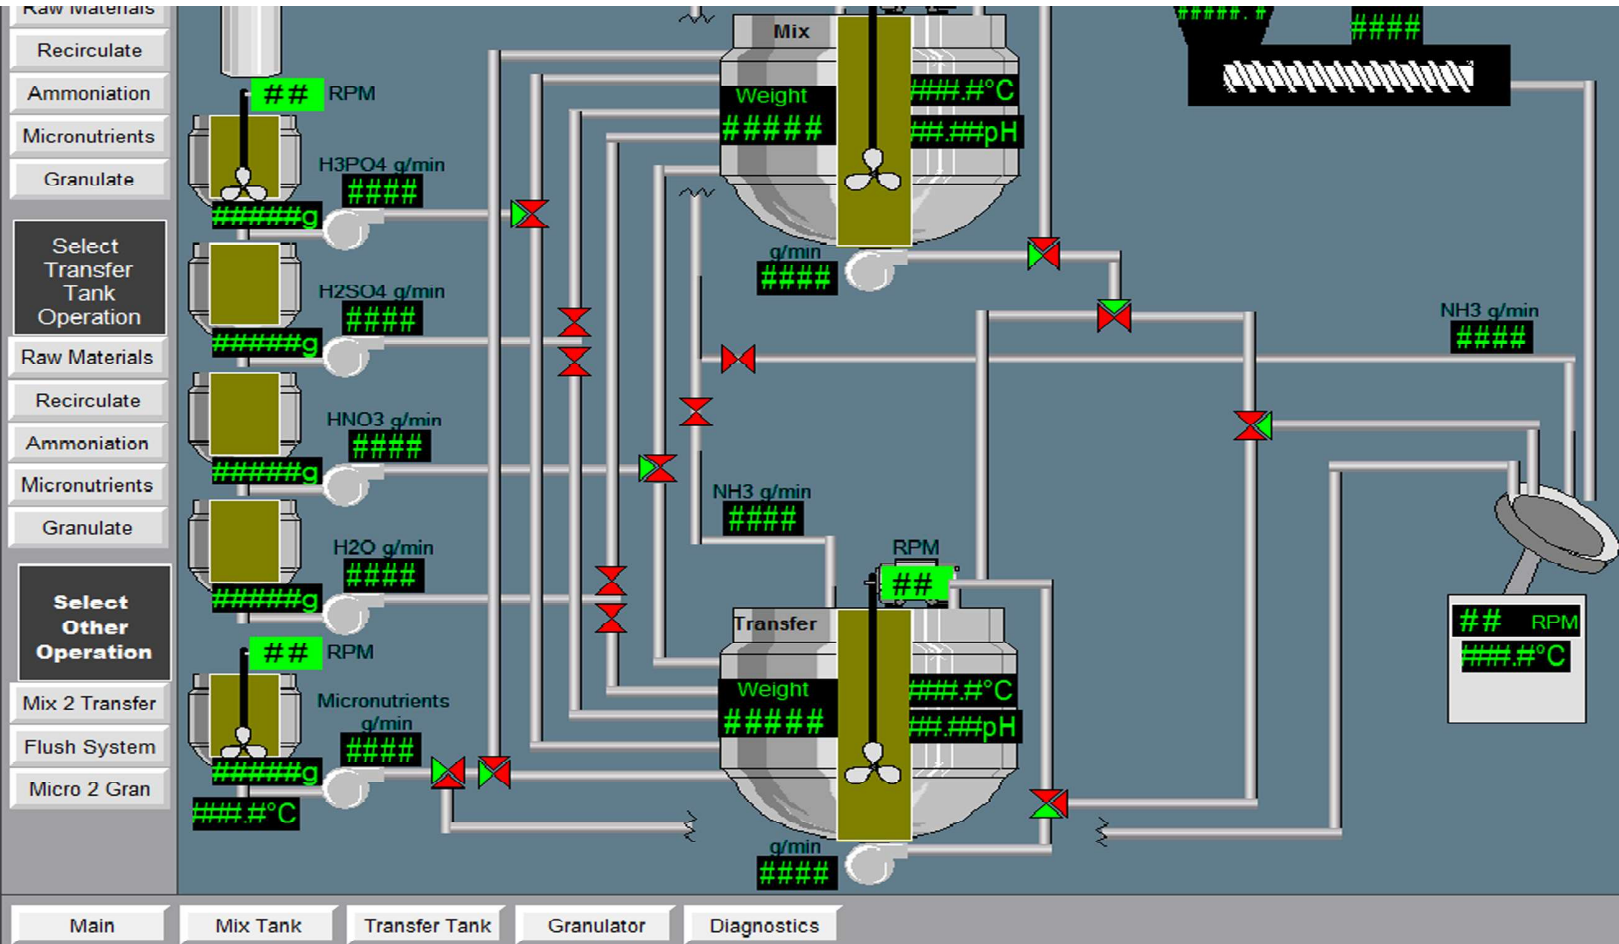 Raw Materials
Recirculate
Ammoniation
Micronutrients
Granulate
Select
Transfer
Tank
Operation
Raw Materials
Recirculate
Ammoniation
Micronutrients
Granulate
Select
Other
Operation
Mix 2 Transfer
Flush System
Micro 2 Gran
## RPM
H3PO4 g/min
####
#####g
H2SO4 g/min
####
#####g
HNO3 g/min
####
#####g
H2O g/min
####
#####g
## RPM
Micronutrients
g/min
####
#####g
####.#°C
Mix
Weight
#####
####.#°C
###.##pH
g/min
####
NH3 g/min
####
RPM
##
Transfer
Weight
#####
####.#°C
###.###pH
g/min
####
#####.#
####
NH3 g/min
####
## RPM
####.#°C
Main
Mix Tank
Transfer Tank
Granulator
Diagnostics